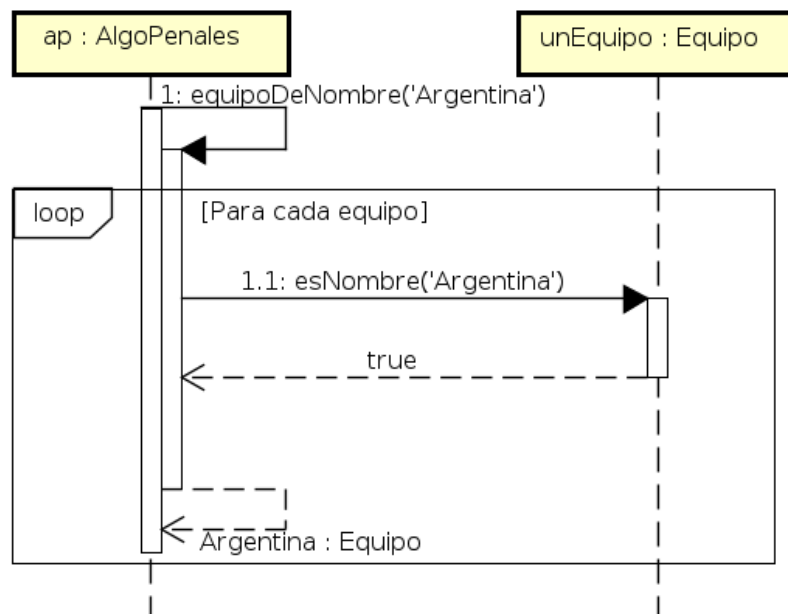 ap : AlgoPenales
unEquipo : Equipo
1: equipoDeNombre('Argentina')
loop
[Para cada equipo]
1.1: esNombre('Argentina')
true
Argentina : Equipo